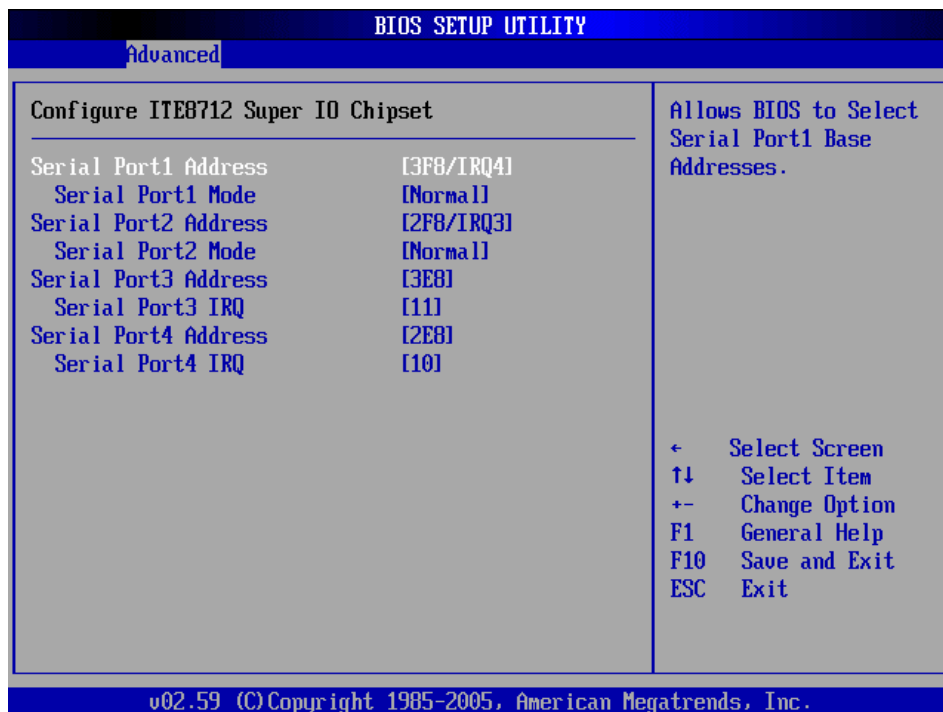 BIOS SETUP UTILITY
Advanced
Configure ITE8712 Super IO Chipset
Serial Port1 Address [3F8/IRQ4]
Serial Port1 Mode [Normal]
Serial Port2 Address [2F8/IRQ3]
Serial Port2 Mode [Normal]
Serial Port3 Address [3E8]
Serial Port3 IRQ [11]
Serial Port4 Address [2E8]
Serial Port4 IRQ [10]
Allows BIOS to Select
Serial Port1 Base
Addresses.
← Select Screen
↑↓ Select Item
+- Change Option
F1 General Help
F10 Save and Exit
ESC Exit
v02.59 (C)Copyright 1985-2005, American Megatrends, Inc.